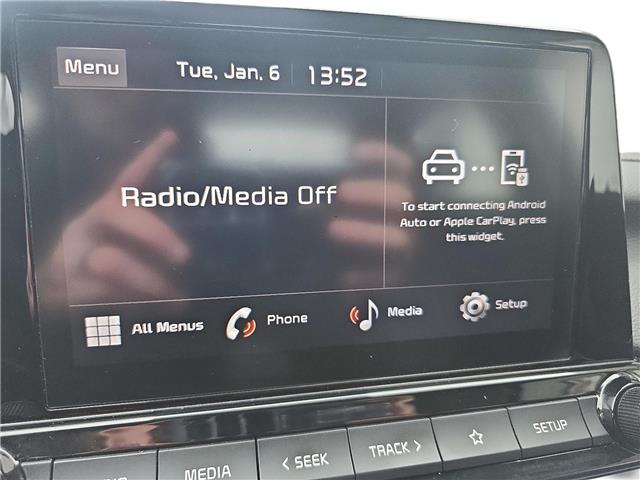 Menu
Tue, Jan. 6
13:52
Radio/Media Off
To start connecting Android
Auto or Apple CarPlay, press
this widget.
All Menus
Phone
Media
Setup
MEDIA
< SEEK
TRACK >
SETUP